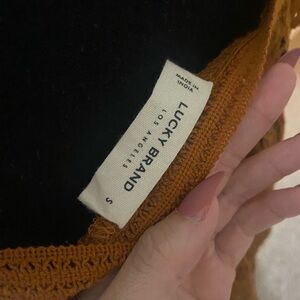 MADE IN
INDIA
LUCKY BRAND
LOS ANGELES
S